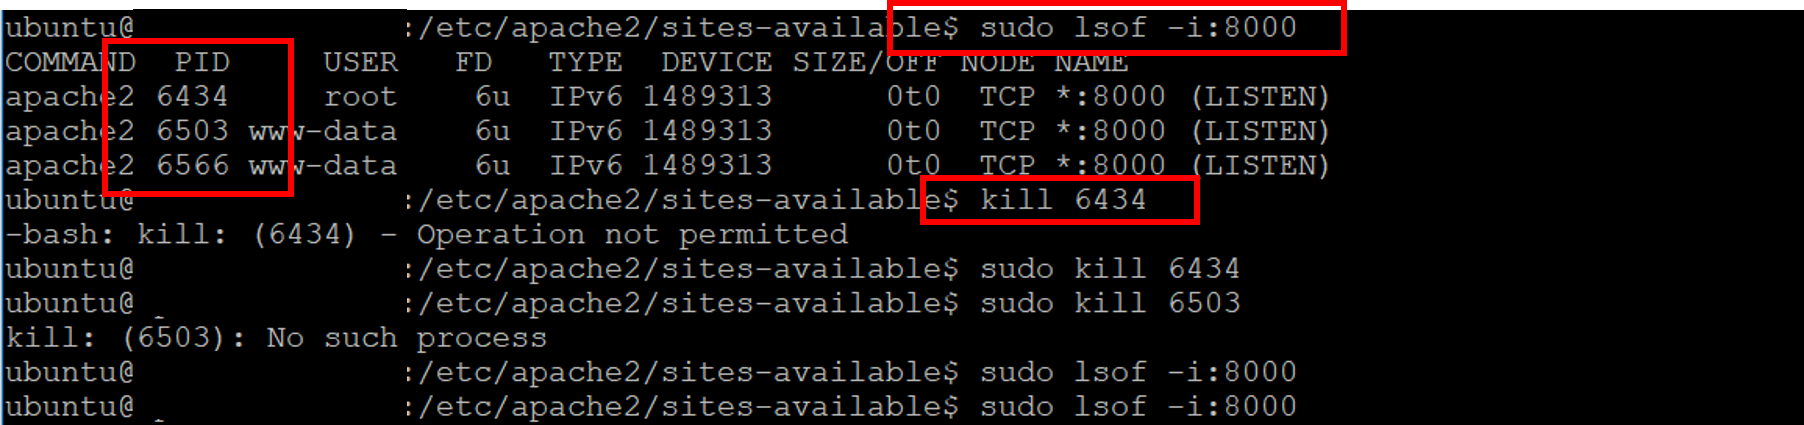 ubuntu@ :/etc/apache2/sites-available$ sudo lsof -i:8000
COMMAND PID USER FD TYPE DEVICE SIZE/OFF NODE NAME
apache2 6434 root 6u IPv6 1489313 0t0 TCP *:8000 (LISTEN)
apache2 6503 www-data 6u IPv6 1489313 0t0 TCP *:8000 (LISTEN)
apache2 6566 www-data 6u IPv6 1489313 0t0 TCP *:8000 (LISTEN)
ubuntu@ :/etc/apache2/sites-available$ kill 6434
-bash: kill: (6434) - Operation not permitted
ubuntu@ :/etc/apache2/sites-available$ sudo kill 6434
ubuntu@ :/etc/apache2/sites-available$ sudo kill 6503
kill: (6503): No such process
ubuntu@ :/etc/apache2/sites-available$ sudo lsof -i:8000
ubuntu@ :/etc/apache2/sites-available$ sudo lsof -i:8000